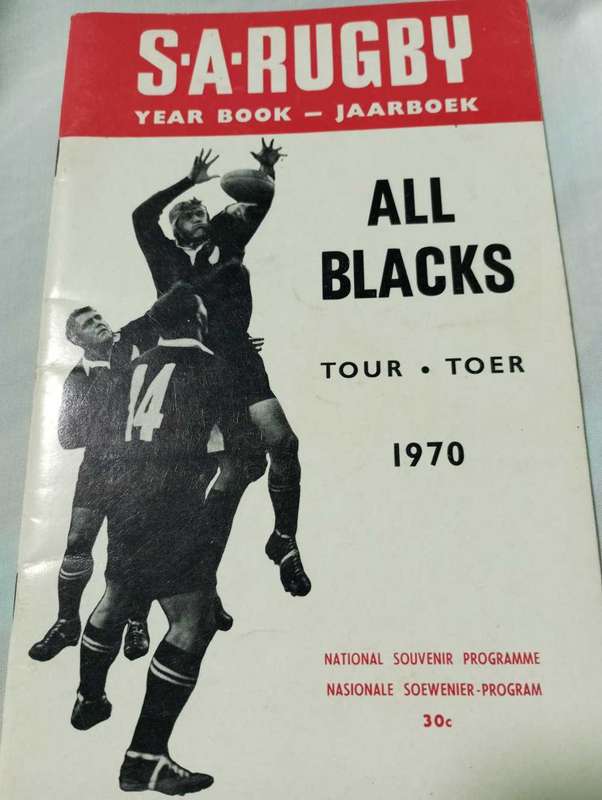 S·A·RUGBY
YEAR BOOK – JAARBOEK
ALL
BLACKS
TOUR • TOER
1970
14
NATIONAL SOUVENIR PROGRAMME
NASIONALE SOEWENIER-PROGRAM
30c